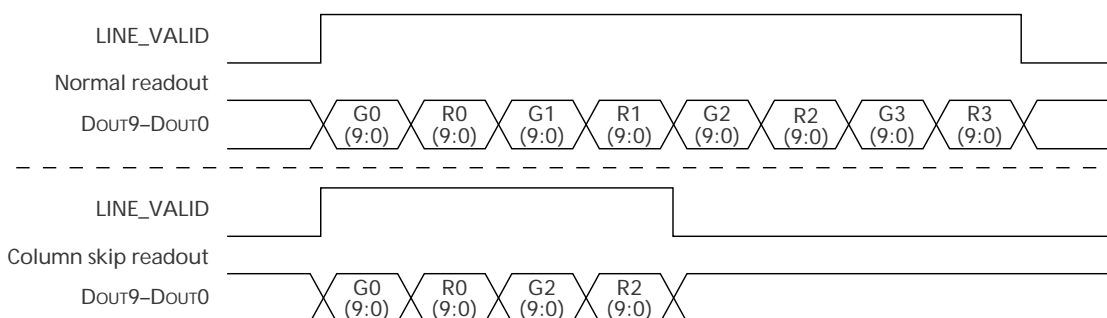 LINE_VALID
Normal readout
G0 R0 G1 R1 G2 R2 G3 R3
DOUT9–DOUT0
(9:0) (9:0) (9:0) (9:0) (9:0) (9:0) (9:0) (9:0)
LINE_VALID
Column skip readout
G0 R0 G2 R2
DOUT9–DOUT0
(9:0) (9:0) (9:0) (9:0)